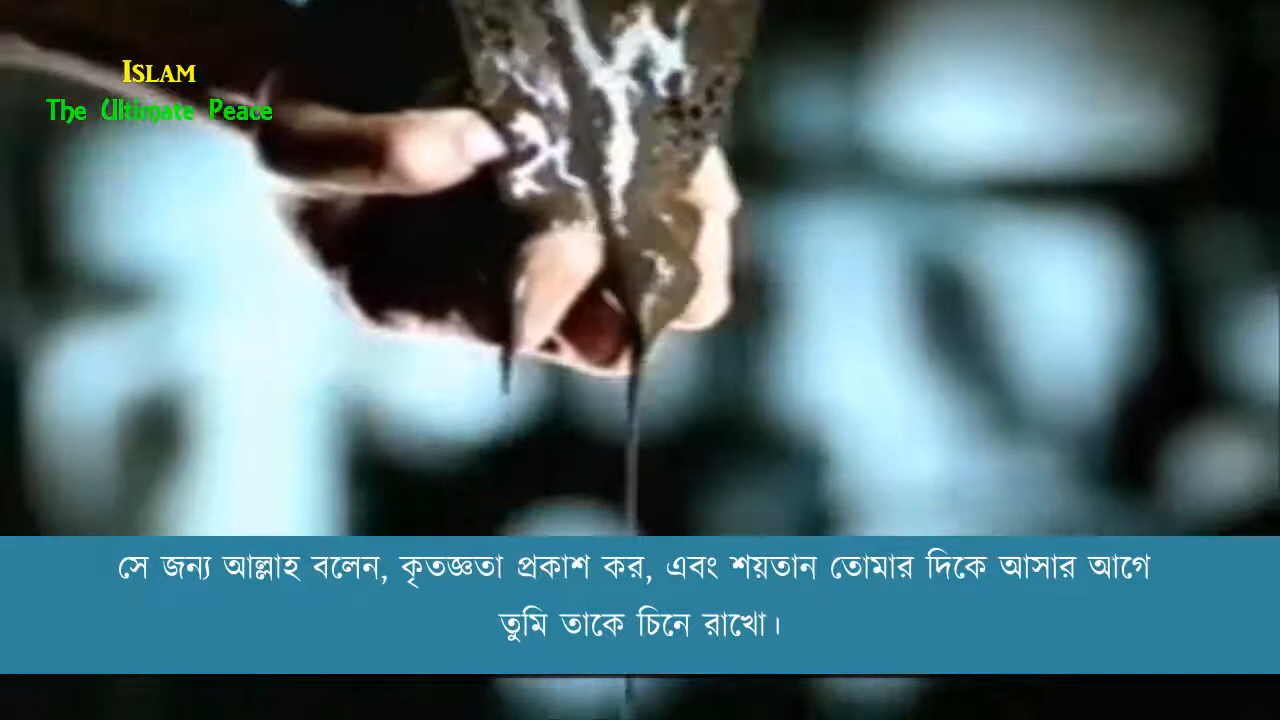 ISLAM
The Ultimate Peace
সে জন্য আল্লাহ বলেন, কৃতজ্ঞতা প্রকাশ কর, এবং শয়তান তোমার দিকে আসার আগে
তুমি তাকে চিনে রাখো।